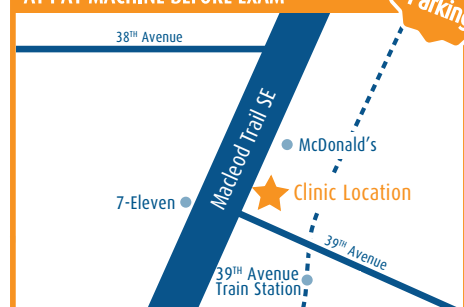 AT PAY MACHINE BEFORE EXAM
Parking
38TH Avenue
Macleod Trail SE
McDonald's
7-Eleven
Clinic Location
39TH Avenue
39TH Avenue
Train Station